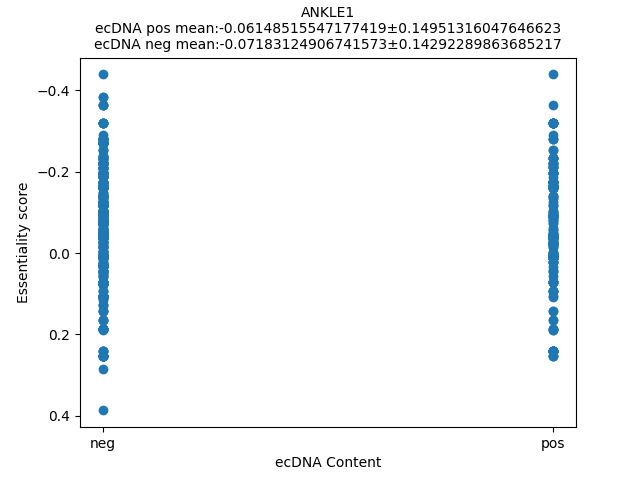 ANKLE1
ecDNA pos mean:-0.06148515547177419±0.14951316047646623
ecDNA neg mean:-0.07183124906741573±0.14292289863685217
Essentiality score
−0.4
−0.2
0.0
0.2
0.4
neg
pos
ecDNA Content